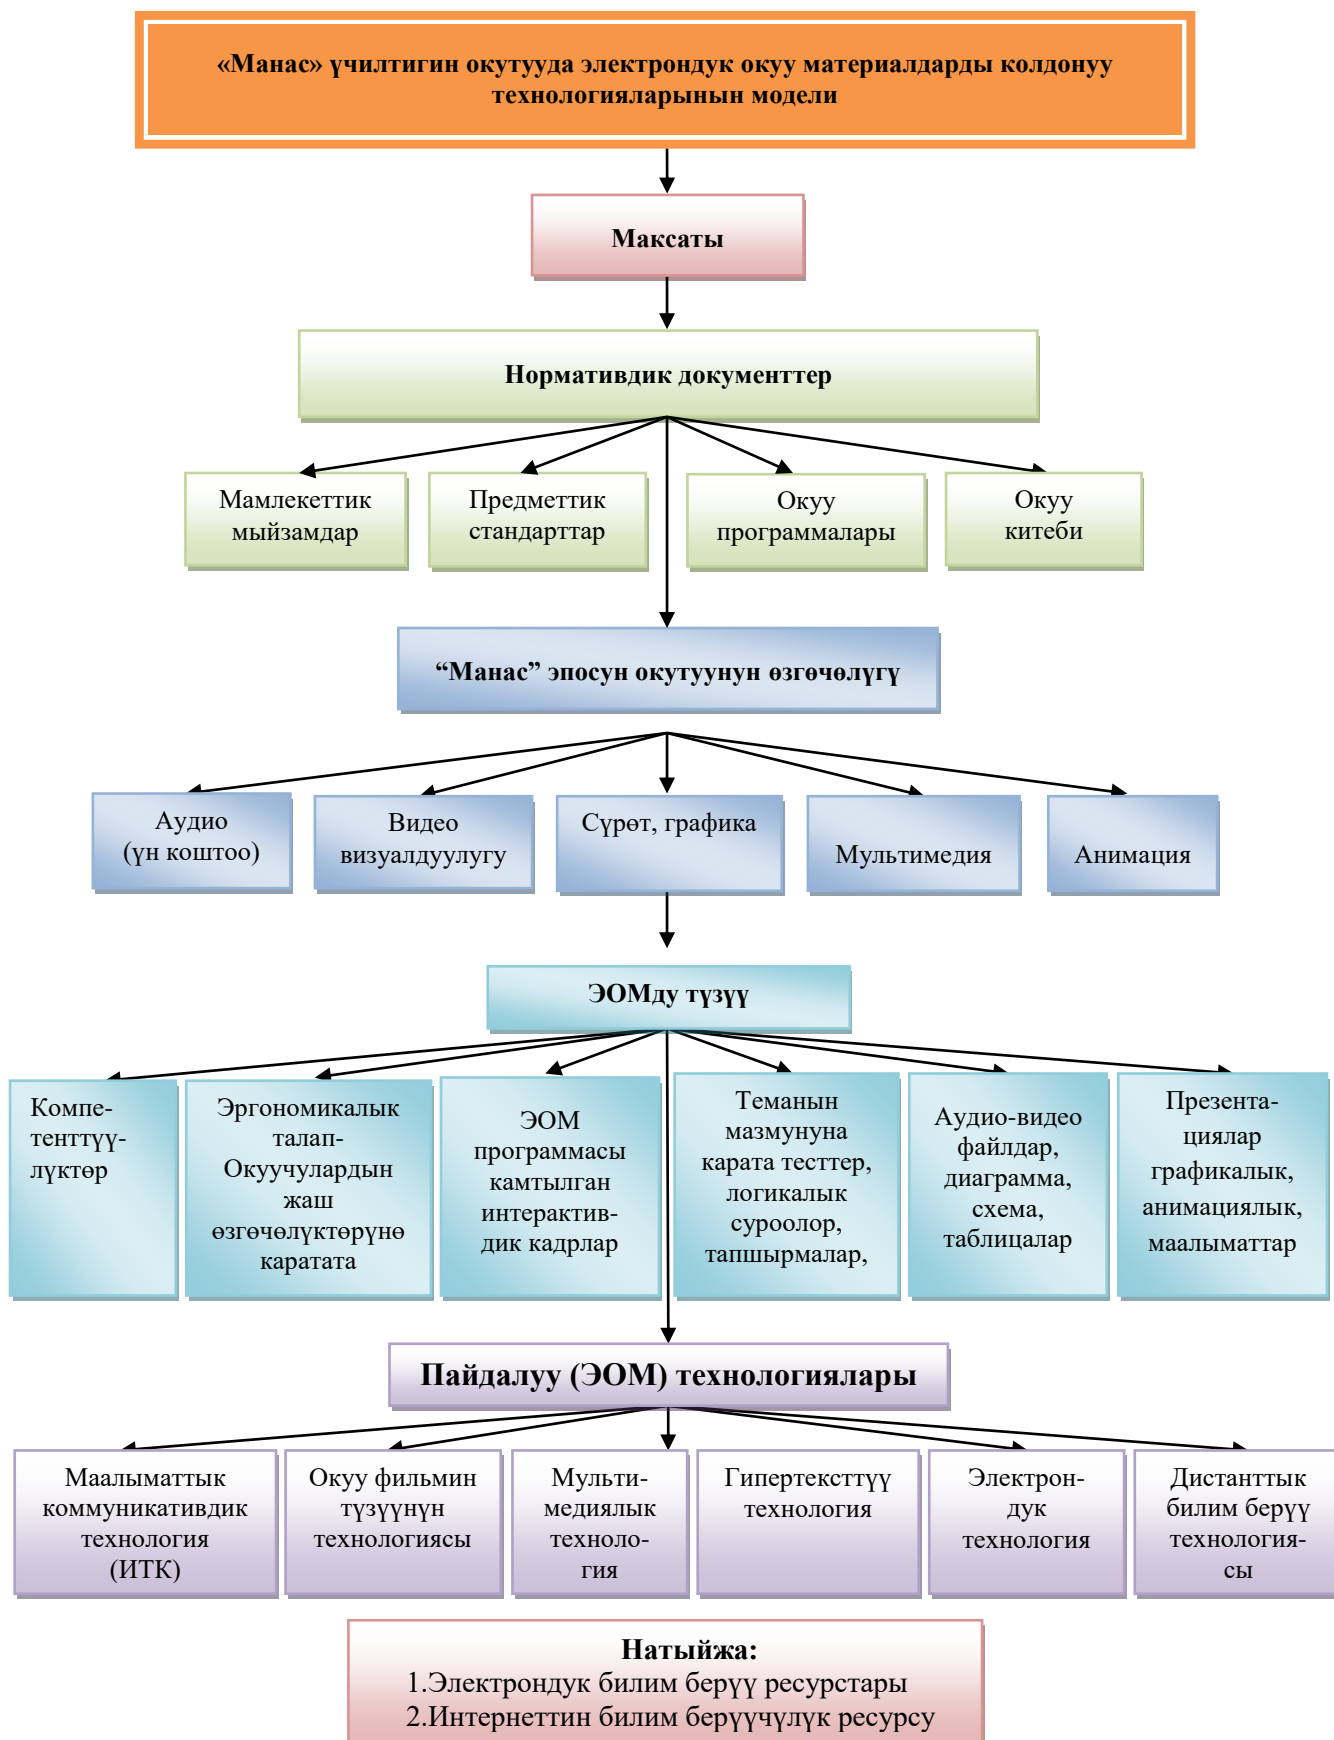 «Манас» үчилтигин окутууда электрондук окуу материалдарды колдонуу
технологияларынын модели
Максаты
Нормативдик документтер
Мамлекеттик
мыйзамдар
Предметтик
стандарттар
Окуу
программалары
Окуу
китеби
“Манас” эпосун окутуунун өзгөчөлүгү
Аудио
(үн коштоо)
Видео
визуалдуулугу
Сүрөт, графика
Мультимедия
Анимация
ЭОМду түзүү
Компе-
тенттүү-
лүктөр
Эргономикалык
талап-
Окуучулардын
жаш
өзгөчөлүктөрүнө
каратата
ЭОМ
программасы
камтылган
интерактив-
дик кадрлар
Теманын
мазмунуна
карата тесттер,
логикалык
суроолор,
тапшырмалар,
Аудио-видео
файлдар,
диаграмма,
схема,
таблицалар
Презента-
циялар
графикалык,
анимациялык,
маалыматтар
Пайдалуу (ЭОМ) технологиялары
Маалыматтык
коммуникативдик
технология
(ИТК)
Окуу фильмин
түзүүнүн
технологиясы
Мульти-
медиялык
техноло-
гия
Гипертексттүү
технология
Электрон-
дук
технология
Дистанттык
билим берүү
технология-
сы
Натыйжа:
1.Электрондук билим берүү ресурстары
2.Интернеттин билим берүүчүлүк ресурсу